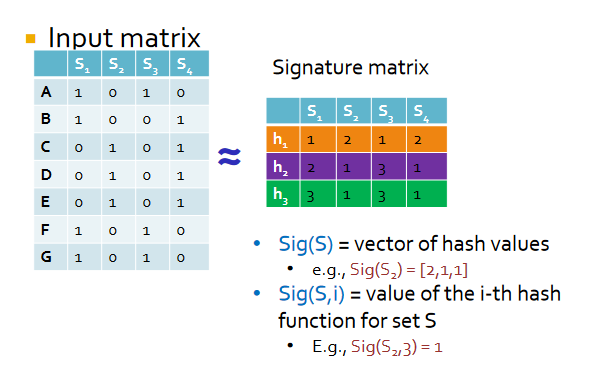 Input matrix
S₁ S₂ S₃ S₄
A 1 0 1 0
B 1 0 0 1
C 0 1 0 1
D 0 1 0 1
E 0 1 0 1
F 1 0 1 0
G 1 0 1 0
≈
Signature matrix
S₁ S₂ S₃ S₄
h₁ 1 2 1 2
h₂ 2 1 3 1
h₃ 3 1 3 1
• Sig(S) = vector of hash values
• e.g., Sig(S₂) = [2,1,1]
• Sig(S,i) = value of the i-th hash
function for set S
• E.g., Sig(S₂,3) = 1